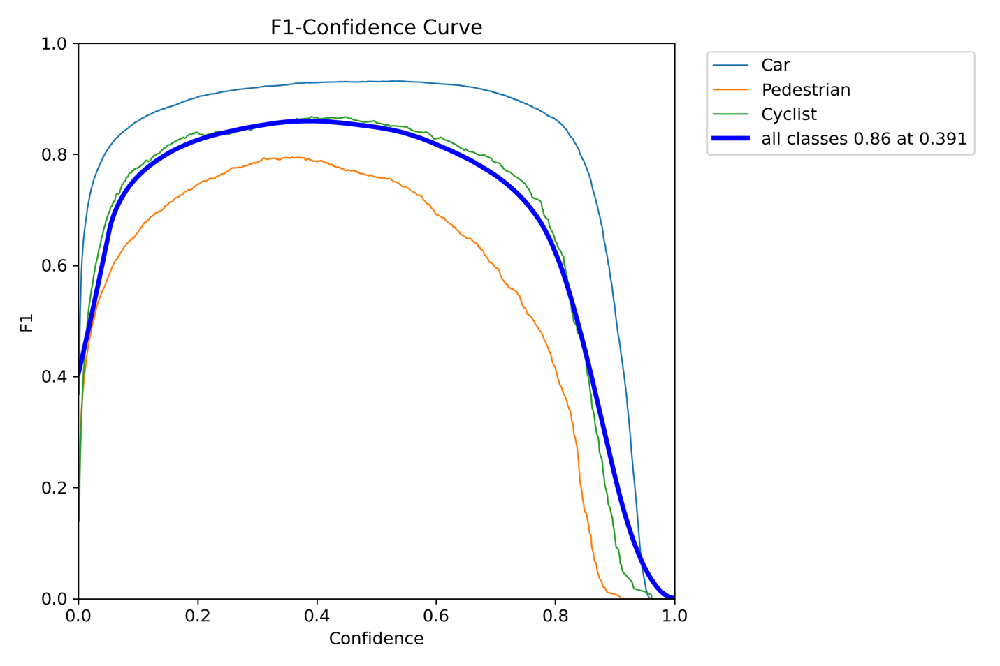 F1-Confidence Curve
1.0
0.8
0.6
0.4
0.2
0.0
F1
0.0 0.2 0.4 0.6 0.8 1.0
Confidence
Car
Pedestrian
Cyclist
all classes 0.86 at 0.391